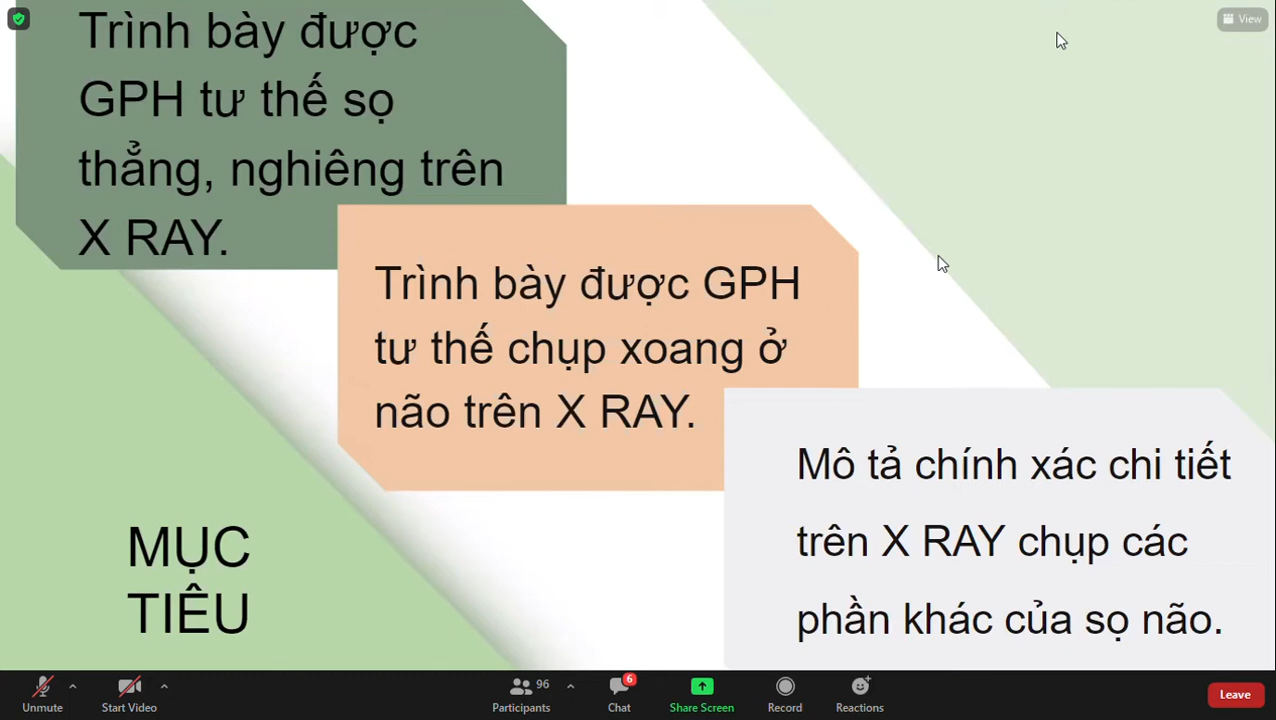 View
Trình bày được
GPH tư thế sọ
thẳng, nghiêng trên
X RAY.
Trình bày được GPH
tư thế chụp xoang ở
não trên X RAY.
Mô tả chính xác chi tiết
trên X RAY chụp các
phần khác của sọ não.
MỤC
TIÊU
Unmute
Start Video
96
Participants
6
Chat
Share Screen
Record
Reactions
Leave